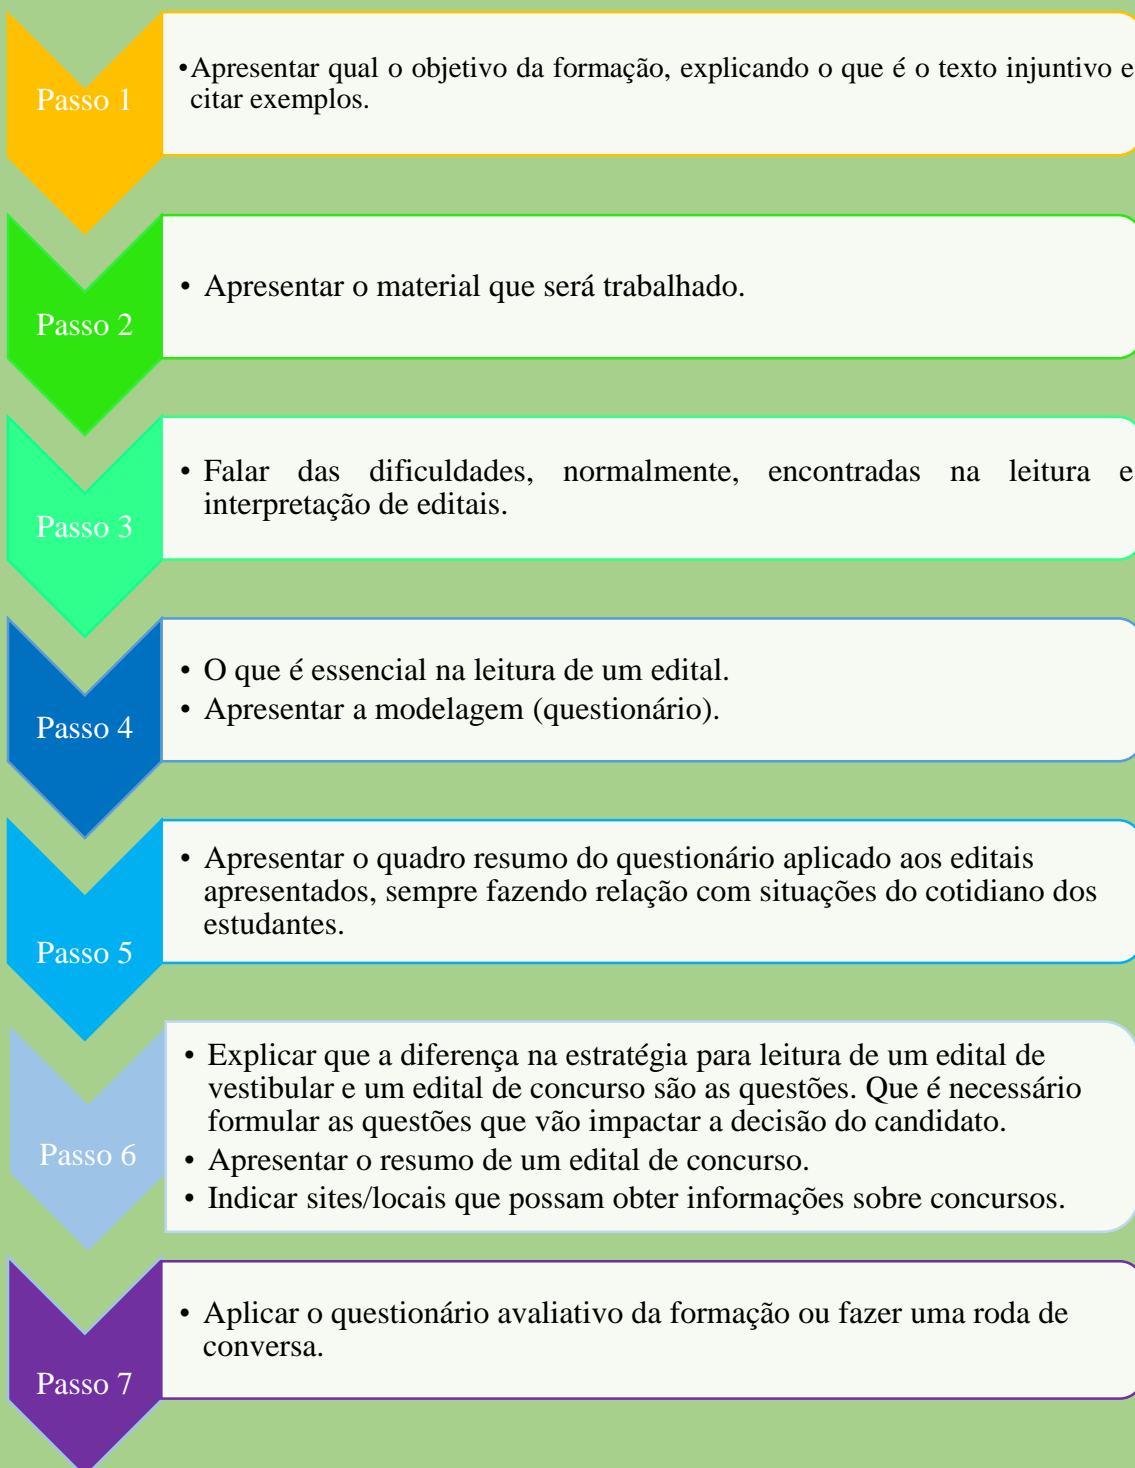 Passo 1
•Apresentar qual o objetivo da formação, explicando o que é o texto injuntivo e
citar exemplos.
Passo 2
• Apresentar o material que será trabalhado.
Passo 3
• Falar das dificuldades, normalmente, encontradas na leitura e
interpretação de editais.
Passo 4
• O que é essencial na leitura de um edital.
• Apresentar a modelagem (questionário).
Passo 5
• Apresentar o quadro resumo do questionário aplicado aos editais
apresentados, sempre fazendo relação com situações do cotidiano dos
estudantes.
Passo 6
• Explicar que a diferença na estratégia para leitura de um edital de
vestibular e um edital de concurso são as questões. Que é necessário
formular as questões que vão impactar a decisão do candidato.
• Apresentar o resumo de um edital de concurso.
• Indicar sites/locais que possam obter informações sobre concursos.
Passo 7
• Aplicar o questionário avaliativo da formação ou fazer uma roda de
conversa.